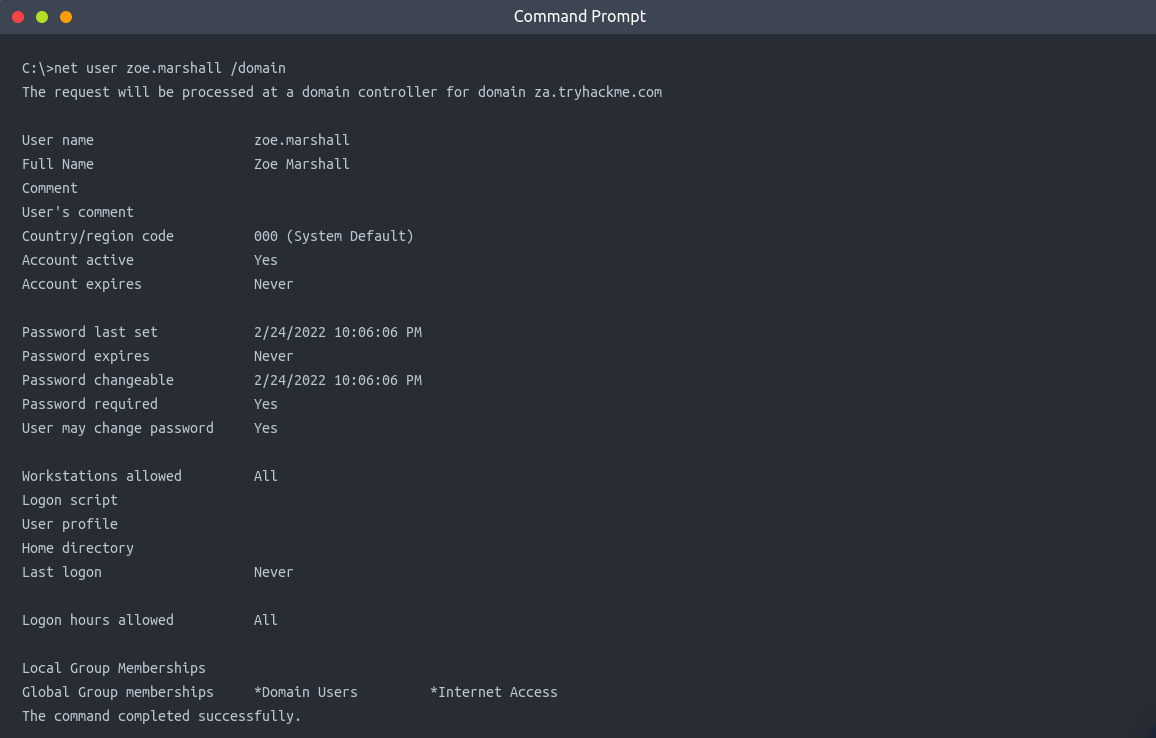 Command Prompt
C:\>net user zoe.marshall /domain
The request will be processed at a domain controller for domain za.tryhackme.com
User name                    zoe.marshall
Full Name                    Zoe Marshall
Comment
User's comment
Country/region code          000 (System Default)
Account active               Yes
Account expires              Never
Password last set            2/24/2022 10:06:06 PM
Password expires             Never
Password changeable          2/24/2022 10:06:06 PM
Password required            Yes
User may change password     Yes
Workstations allowed         All
Logon script
User profile
Home directory
Last logon                   Never
Logon hours allowed          All
Local Group Memberships
Global Group memberships     *Domain Users         *Internet Access
The command completed successfully.